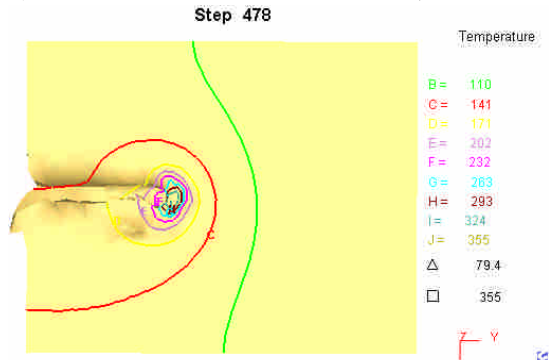 Step 478
Temperature
B = 110
C = 141
D = 171
E = 202
F = 232
G = 263
H = 293
I = 324
J = 355
△ 79.4
□ 355
C
Z Y